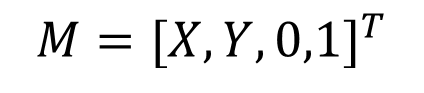 M = [X, Y, 0,1]ᵀ